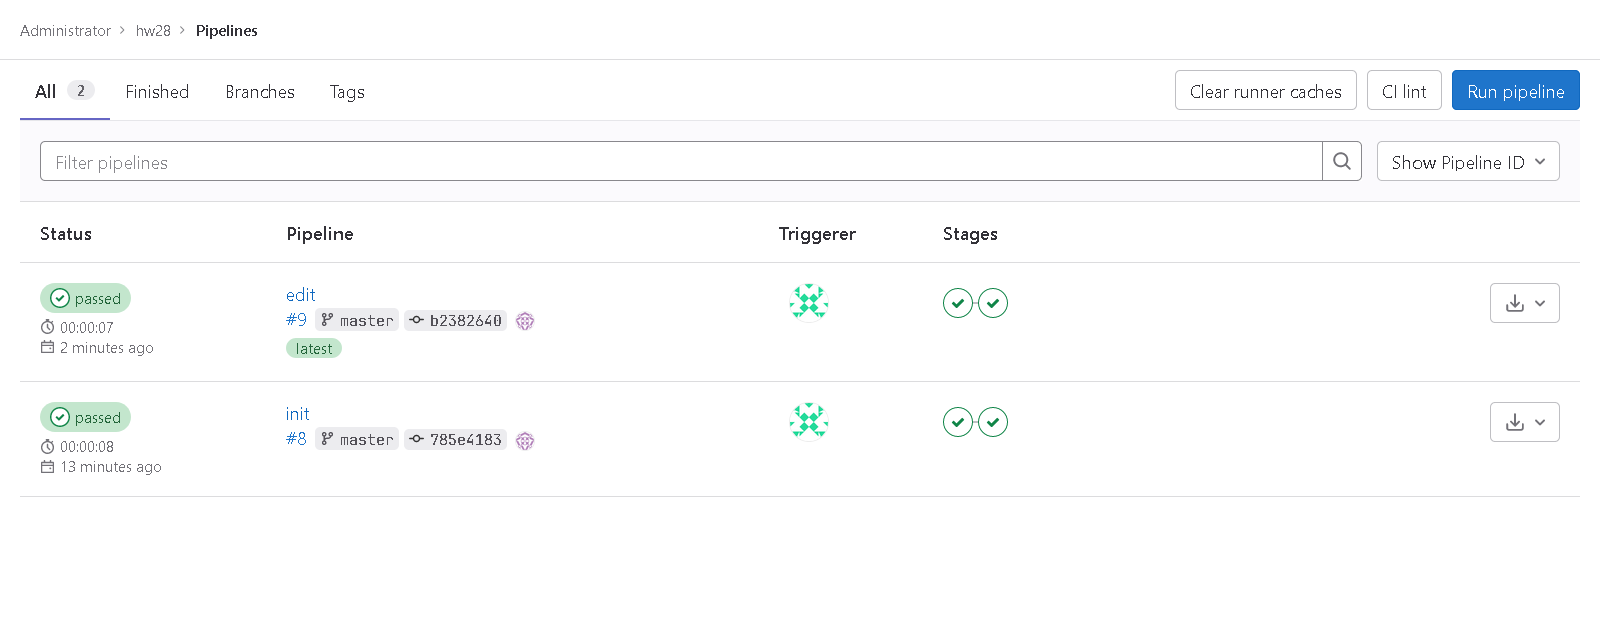 Administrator > hw28 > Pipelines
All 2 Finished Branches Tags Clear runner caches CI lint Run pipeline
Filter pipelines Show Pipeline ID
Status Pipeline Triggerer Stages
passed edit
00:00:07 #9 master b2382640
2 minutes ago latest
passed init
00:00:08 #8 master 785e4183
13 minutes ago